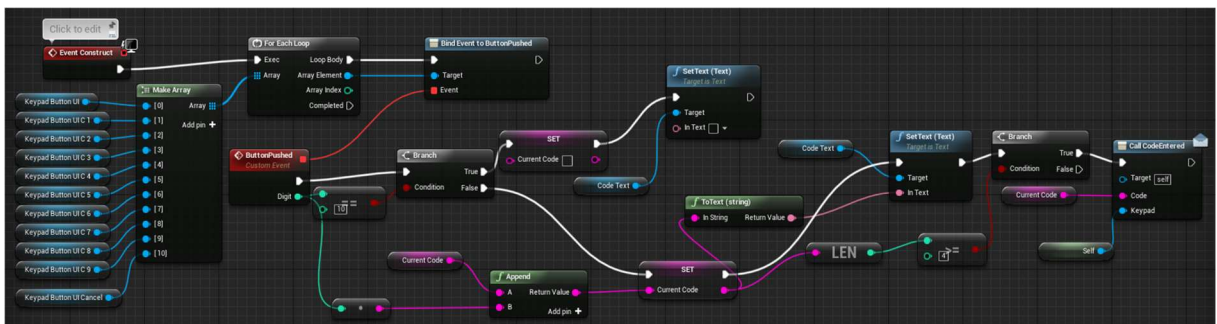 Click to edit
Event Construct
For Each Loop
Exec
Loop Body
Array
Array Element
Array Index
Completed
Bind Event to ButtonPushed
Target
Event
Make Array
[0]
Array
[1]
Add pin +
[2]
[3]
[4]
[5]
[6]
[7]
[8]
[9]
[10]
Keypad Button UI
Keypad Button UI C 1
Keypad Button UI C 2
Keypad Button UI C 3
Keypad Button UI C 4
Keypad Button UI C 5
Keypad Button UI C 6
Keypad Button UI C 7
Keypad Button UI C 8
Keypad Button UI C 9
Keypad Button UI Cancel
ButtonPushed
Custom Event
Digit
10
==
Branch
True
Condition
False
SET
Current Code
SetText (Text)
Target is Text
Target
In Text
Code Text
ToText (string)
In String
Return Value
Current Code
Append
A
Return Value
B
Add pin +
SET
Current Code
Code Text
SetText (Text)
Target is Text
Target
In Text
LEN
4
>=
Branch
True
Condition
False
Current Code
Self
Call CodeEntered
Target
self
Code
Keypad